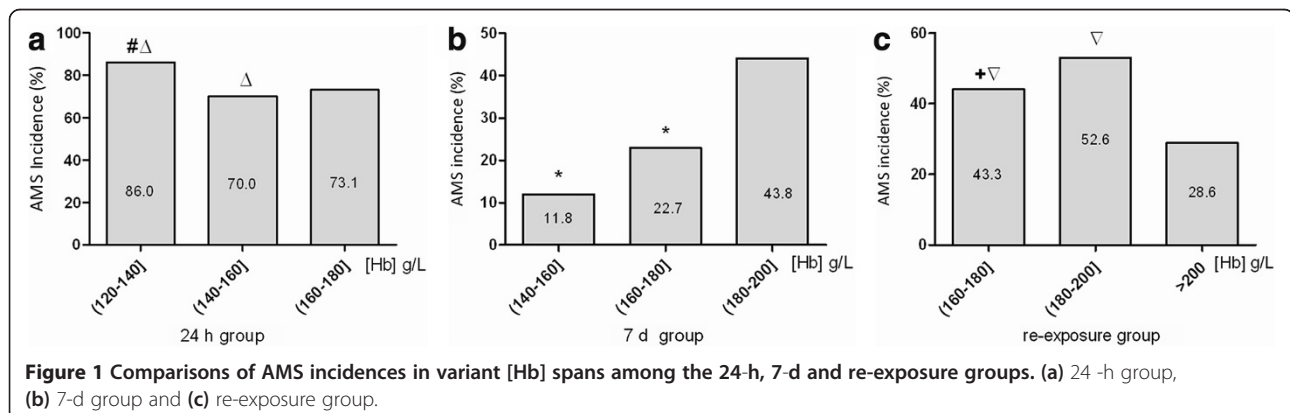 a
#Δ
Δ
AMS Incidence (%)
100
80
60
40
20
0
86.0
70.0
73.1
[Hb] g/L
(120-140]
(140-160]
(160-180]
24 h group
b
*
*
AMS incidence (%)
50
40
30
20
10
0
11.8
22.7
43.8
[Hb] g/L
(140-160]
(160-180]
(180-200]
7 d group
c
+▽
▽
AMS incidence (%)
60
40
20
0
43.3
52.6
28.6
[Hb] g/L
(160-180]
(180-200]
>200
re-exposure group
Figure 1 Comparisons of AMS incidences in variant [Hb] spans among the 24-h, 7-d and re-exposure groups. (a) 24 -h group,
(b) 7-d group and (c) re-exposure group.